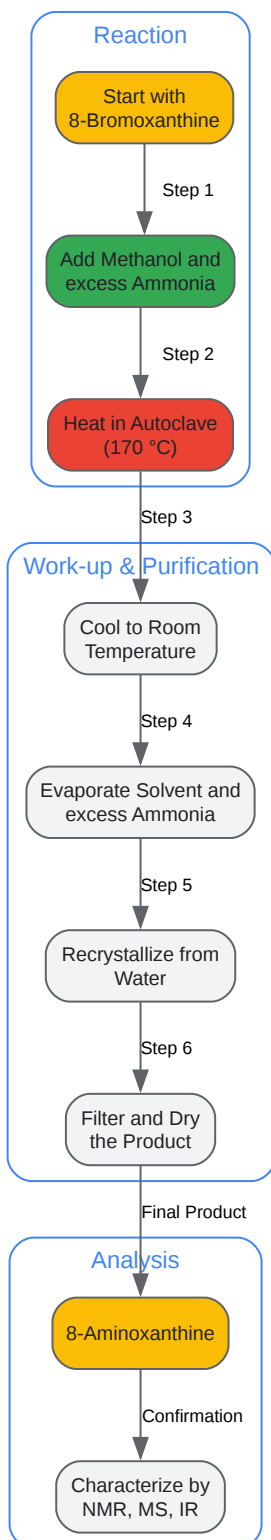 Reaction
Start with
8-Bromoxanthine
Step 1
Add Methanol and
excess Ammonia
Step 2
Heat in Autoclave
(170 °C)
Step 3
Work-up & Purification
Cool to Room
Temperature
Step 4
Evaporate Solvent and
excess Ammonia
Step 5
Recrystallize from
Water
Step 6
Filter and Dry
the Product
Final Product
Analysis
8-Aminoxanthine
Confirmation
Characterize by
NMR, MS, IR